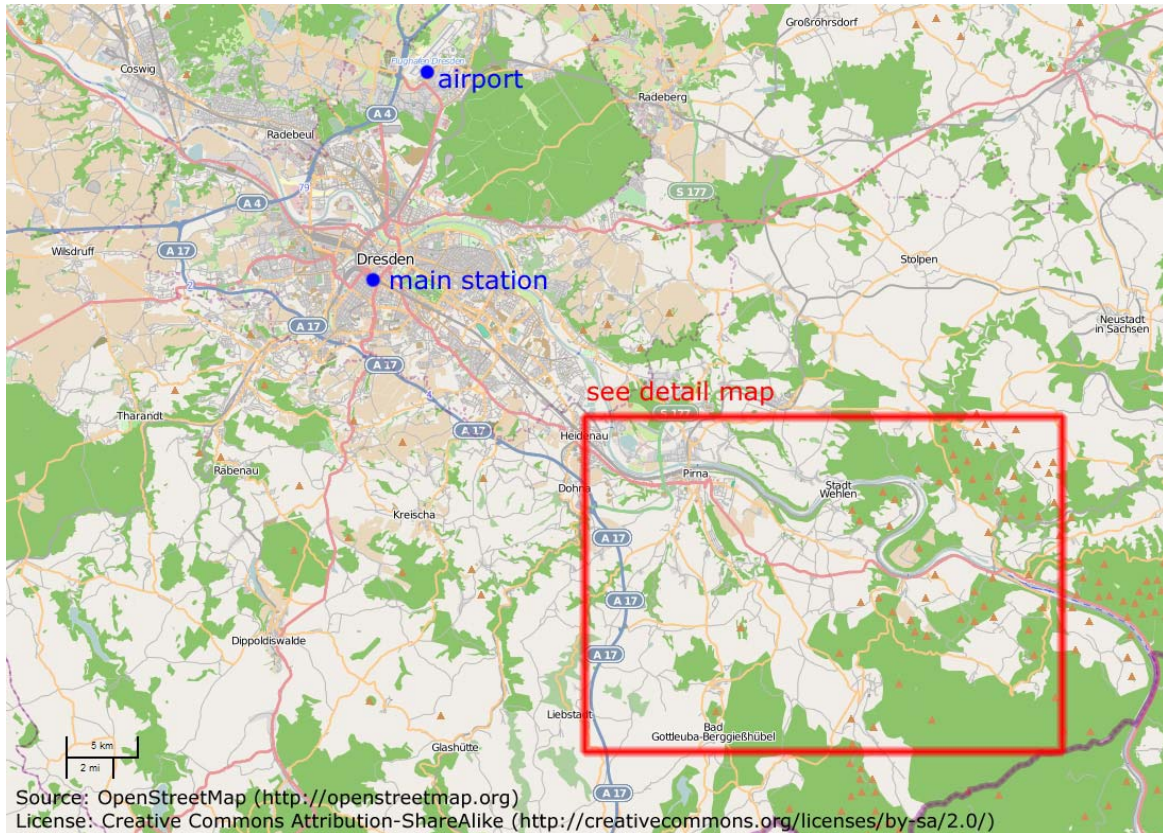 Großröhrsdorf
Coswig
Flughafen Dresden
airport
Radeberg
A 4
Radebeul
79
S 177
A 4
Wilsdruff
A 17
Dresden
Stolpen
main station
2
A 17
Neustadt
in Sachsen
A 17
see detail map
Tharandt
S 177
A 17
Heidenau
Rabenau
Pirna
Dohna
Stadt
Wehlen
Kreischa
A 17
A 17
Dippoldiswalde
A 17
Liebstadt
Bad
Gottleuba-Berggießhübel
5 km
Glashütte
2 mi
A 17
Source: OpenStreetMap (http://openstreetmap.org)
License: Creative Commons Attribution-ShareAlike (http://creativecommons.org/licenses/by-sa/2.0/)